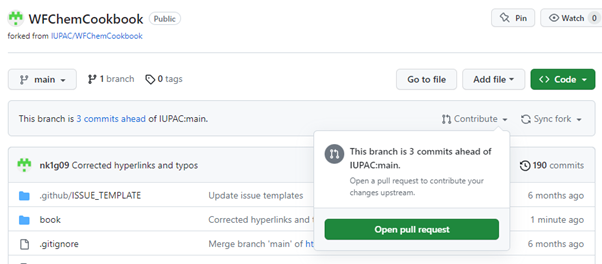 WFChemCookbook Public Pin Watch 0
forked from IUPAC/WFChemCookbook
main 1 branch 0 tags Go to file Add file Code
This branch is 3 commits ahead of IUPAC:main. Contribute Sync fork
This branch is 3 commits ahead of
IUPAC:main.
Open a pull request to contribute your
changes upstream.
Open pull request
nk1g09 Corrected hyperlinks and typos 190 commits
.github/ISSUE_TEMPLATE Update issue templates 6 months ago
book Corrected hyperlinks and 1 minute ago
.gitignore Merge branch 'main' of 6 months ago